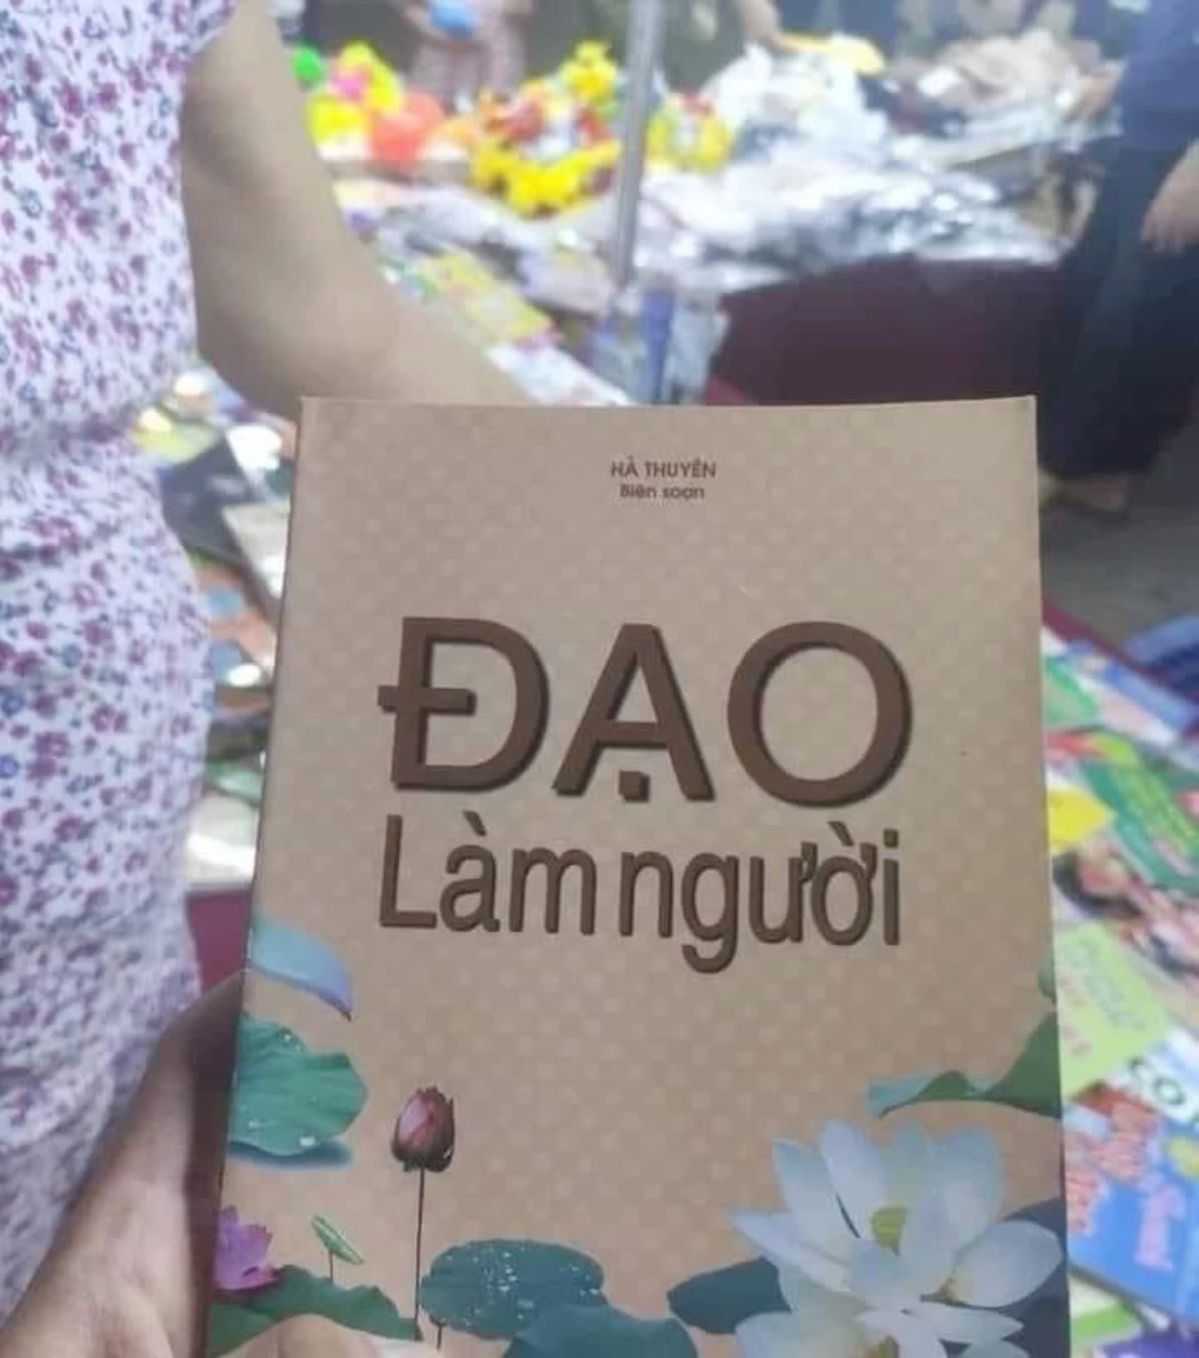 HÀ THUYÊN
Biên soạn
ĐẠO
Làm người